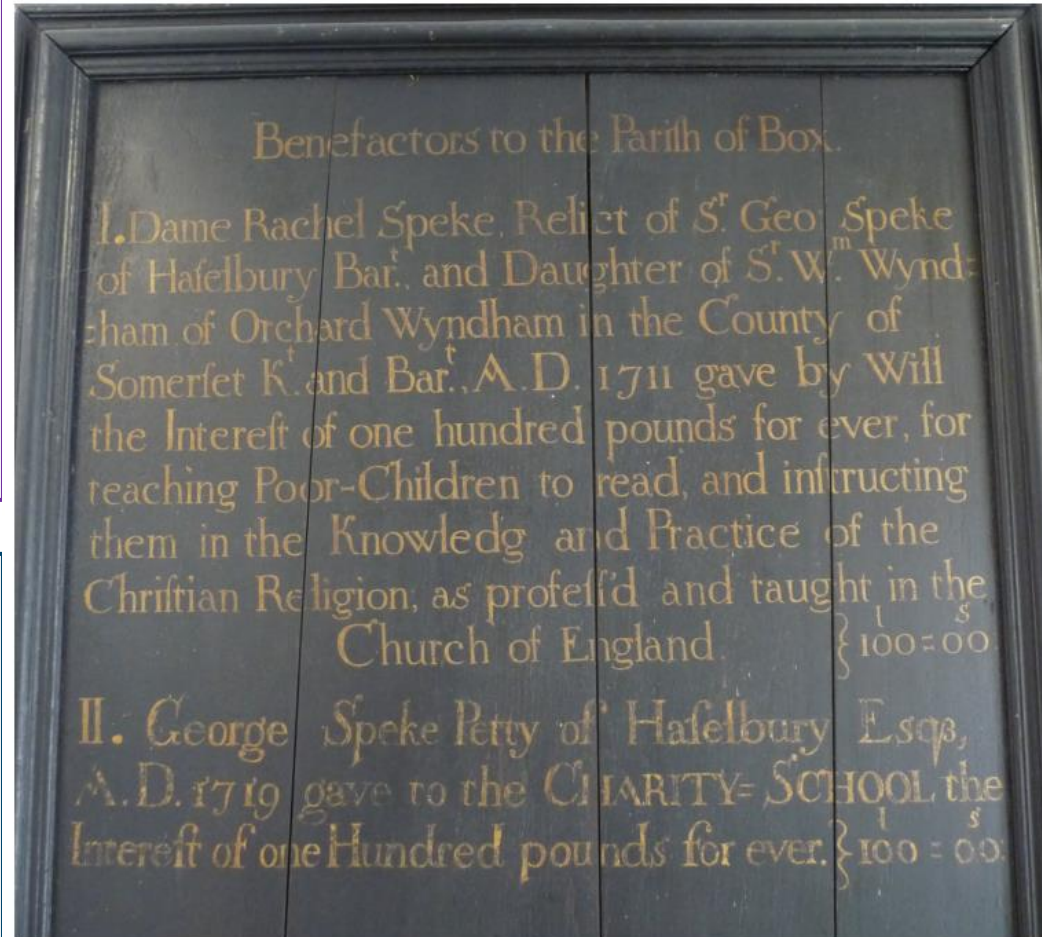 Benefactors to the Pariſh of Box.
I. Dame Rachel Speke, Relict of Sʳ. Geo: Speke
of Haſelbury Barᵗ., and Daughter of Sʳ. Wᵐ. Wynd=
=ham of Orchard Wyndham in the County of
Somerſet Kᵗ. and Barᵗ., A.D. 1711 gave by Will
the Intereſt of one hundred pounds for ever, for
teaching Poor-Children to read, and inſtructing
them in the Knowledg and Practice of the
Chriſtian Religion, as profeſſ'd and taught in the
l s
Church of England. } 100=00
II. George Speke Petty of Haſelbury Esqꝫ,
A.D. 1719 gave to the CHARITY=SCHOOL the
l s
Intereſt of one Hundred pounds for ever. } 100=00.